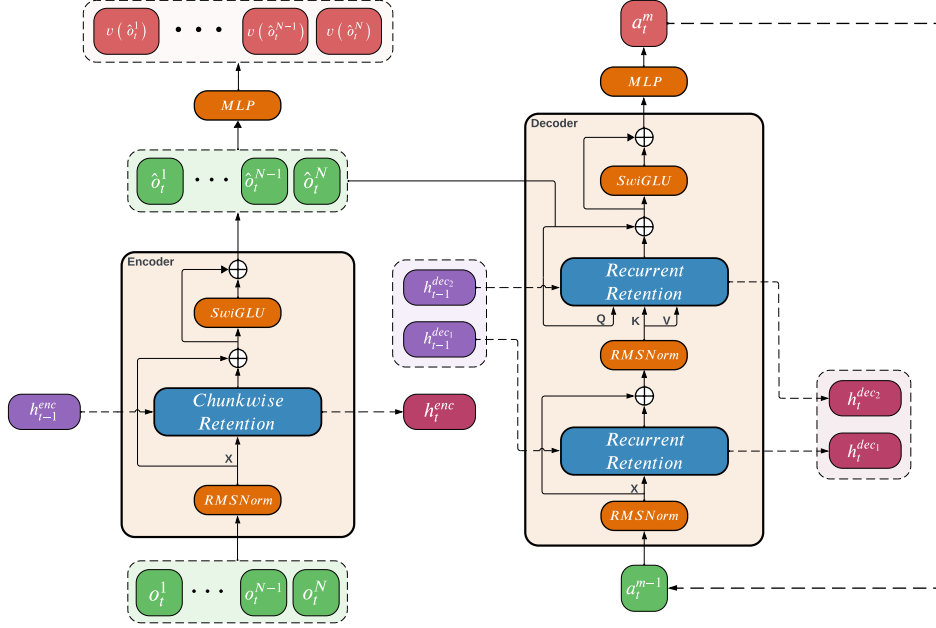 v(ô_t^1) · · · v(ô_t^{N-1}) v(ô_t^N)
MLP
ô_t^1 · · · ô_t^{N-1} ô_t^N
Encoder
SwiGLU
h_{t-1}^{enc}
Chunkwise
Retention
h_t^{enc}
X
RMSNorm
o_t^1 · · · o_t^{N-1} o_t^N
a_t^m
MLP
Decoder
SwiGLU
h_{t-1}^{dec_2}
Recurrent
Retention
Q K V
h_{t-1}^{dec_1}
RMSNorm
h_t^{dec_2}
Recurrent
Retention
h_t^{dec_1}
X
RMSNorm
a_t^{m-1}